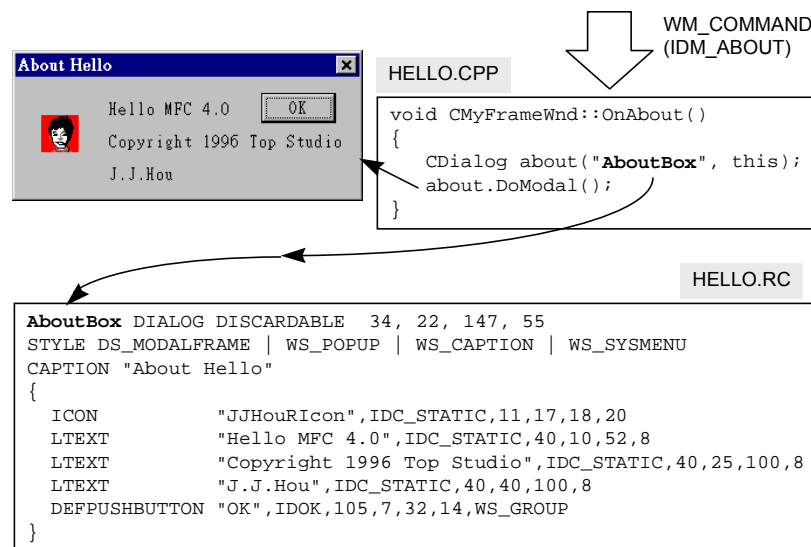 WM_COMMAND
(IDM_ABOUT)
About Hello
Hello MFC 4.0 OK
Copyright 1996 Top Studio
J.J.Hou
HELLO.CPP
void CMyFrameWnd::OnAbout()
{
   CDialog about("AboutBox", this);
   about.DoModal();
}
HELLO.RC
AboutBox DIALOG DISCARDABLE  34, 22, 147, 55
STYLE DS_MODALFRAME | WS_POPUP | WS_CAPTION | WS_SYSMENU
CAPTION "About Hello"
{
  ICON          "JJHouRIcon",IDC_STATIC,11,17,18,20
  LTEXT         "Hello MFC 4.0",IDC_STATIC,40,10,52,8
  LTEXT         "Copyright 1996 Top Studio",IDC_STATIC,40,25,100,8
  LTEXT         "J.J.Hou",IDC_STATIC,40,40,100,8
  DEFPUSHBUTTON "OK",IDOK,105,7,32,14,WS_GROUP
}